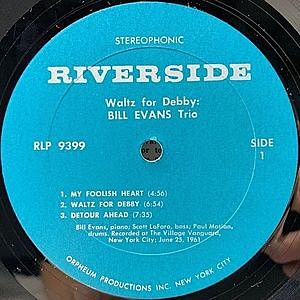 STEREOPHONIC
RIVERSIDE
Waltz for Debby:
BILL EVANS Trio
RLP 9399
SIDE
1
1. MY FOOLISH HEART (4:56)
2. WALTZ FOR DEBBY (6:54)
3. DETOUR AHEAD (7:35)
Bill Evans, piano; Scott LaFaro, bass; Paul Motian,
drums. Recorded at The Village Vanguard,
New York City; June 25, 1961
ORPHEUM PRODUCTIONS INC. NEW YORK CITY